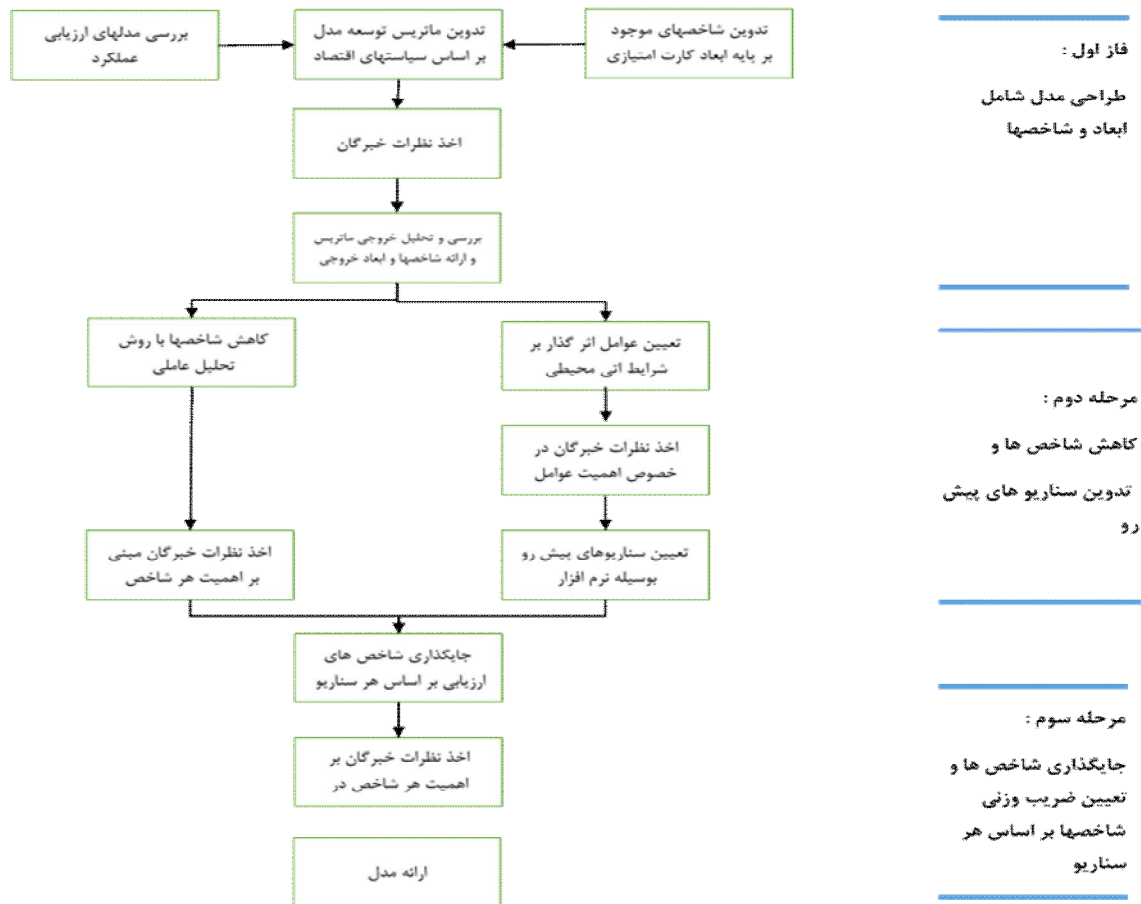 تدوین شاخصهای موجود
بر پایه ابعاد کارت امتیازی
تدوین ماتریس توسعه مدل
بر اساس سیاستهای اقتصاد
بررسی مدلهای ارزیابی
عملکرد
فاز اول :
طراحی مدل شامل
ابعاد و شاخصها
اخذ نظرات خبرگان
بررسی و تحلیل خروجی ماتریس
و ارائه شاخصها و ابعاد خروجی
تعیین عوامل اثر گذار بر
شرایط اتی محیطی
کاهش شاخصها با روش
تحلیل عاملی
مرحله دوم :
کاهش شاخص ها و
تدوین سناریو های پیش
رو
اخذ نظرات خبرگان در
خصوص اهمیت عوامل
تعیین سناریوهای پیش رو
بوسیله نرم افزار
اخذ نظرات خبرگان مبنی
بر اهمیت هر شاخص
جایکذاری شاخص های
ارزیابی بر اساس هر سناریو
مرحله سوم :
جایگذاری شاخص ها و
تعیین ضریب وزنی
شاخصها بر اساس هر
سناریو
اخذ نظرات خبرگان بر
اهمیت هر شاخص در
ارائه مدل